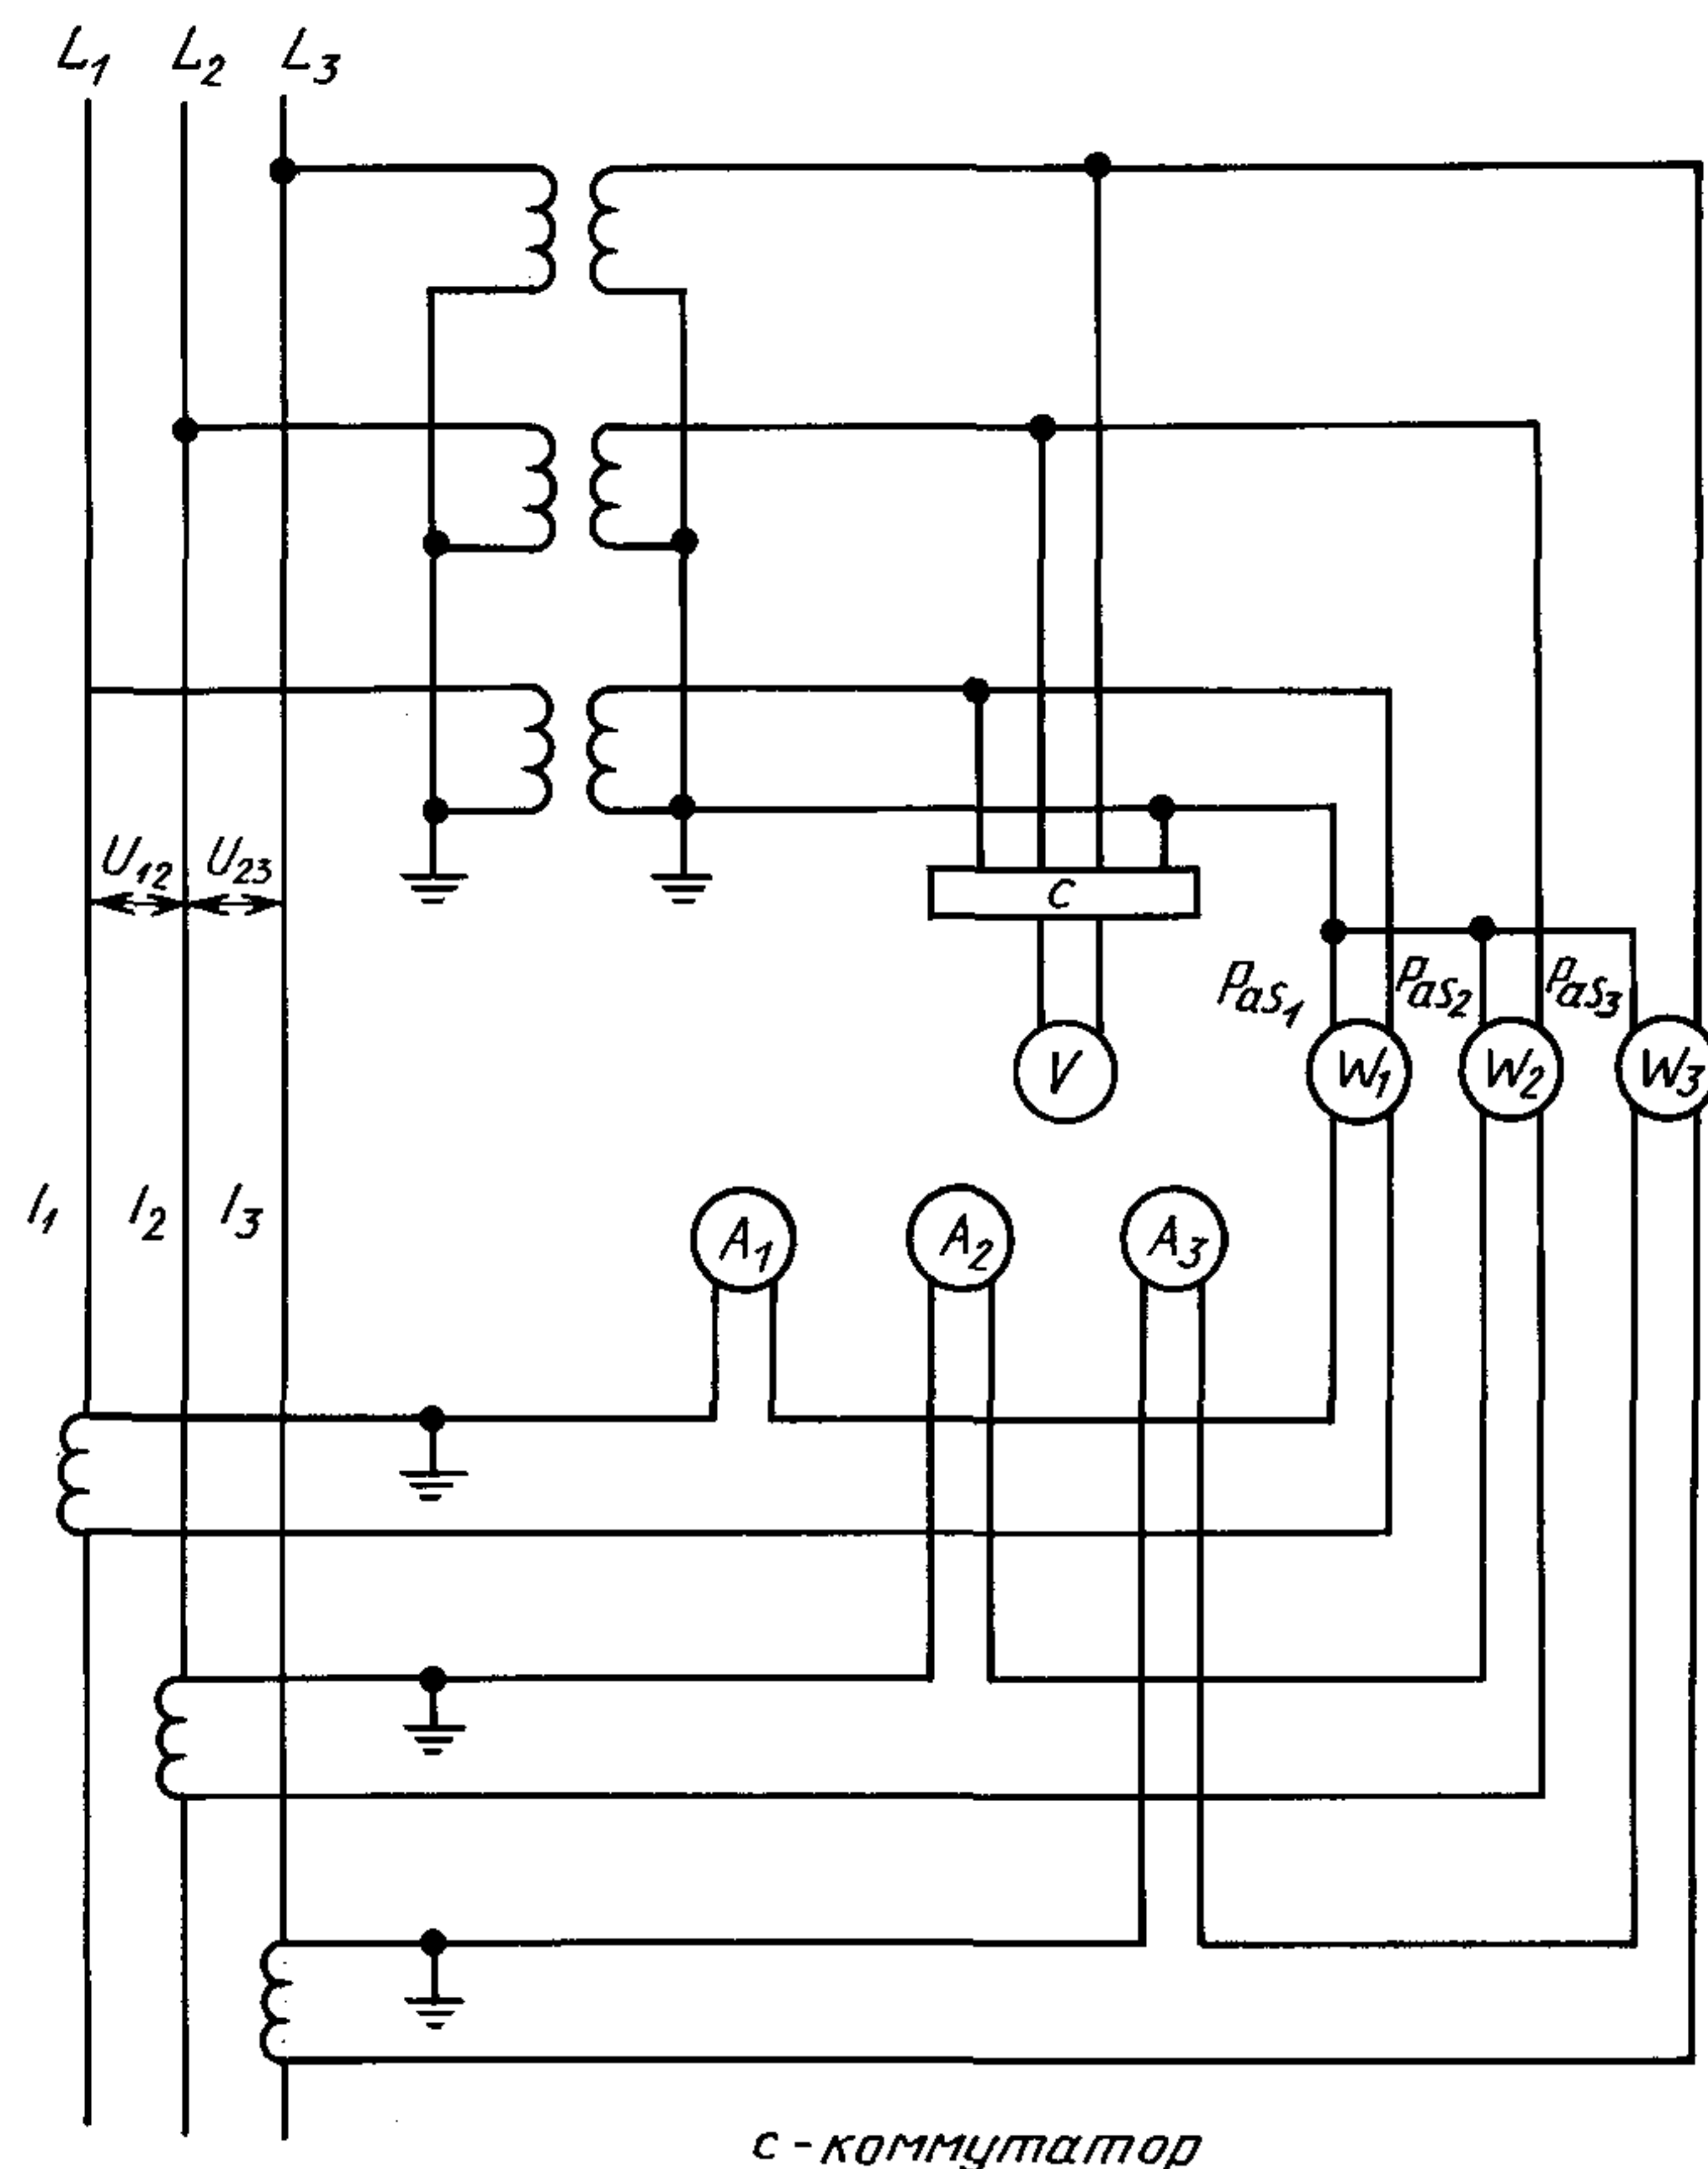 L1 L2 L3
U12 U23
c
Pas1 Pas2 Pas3
V W1 W2 W3
I1 I2 I3
A1 A2 A3
c - коммутатор